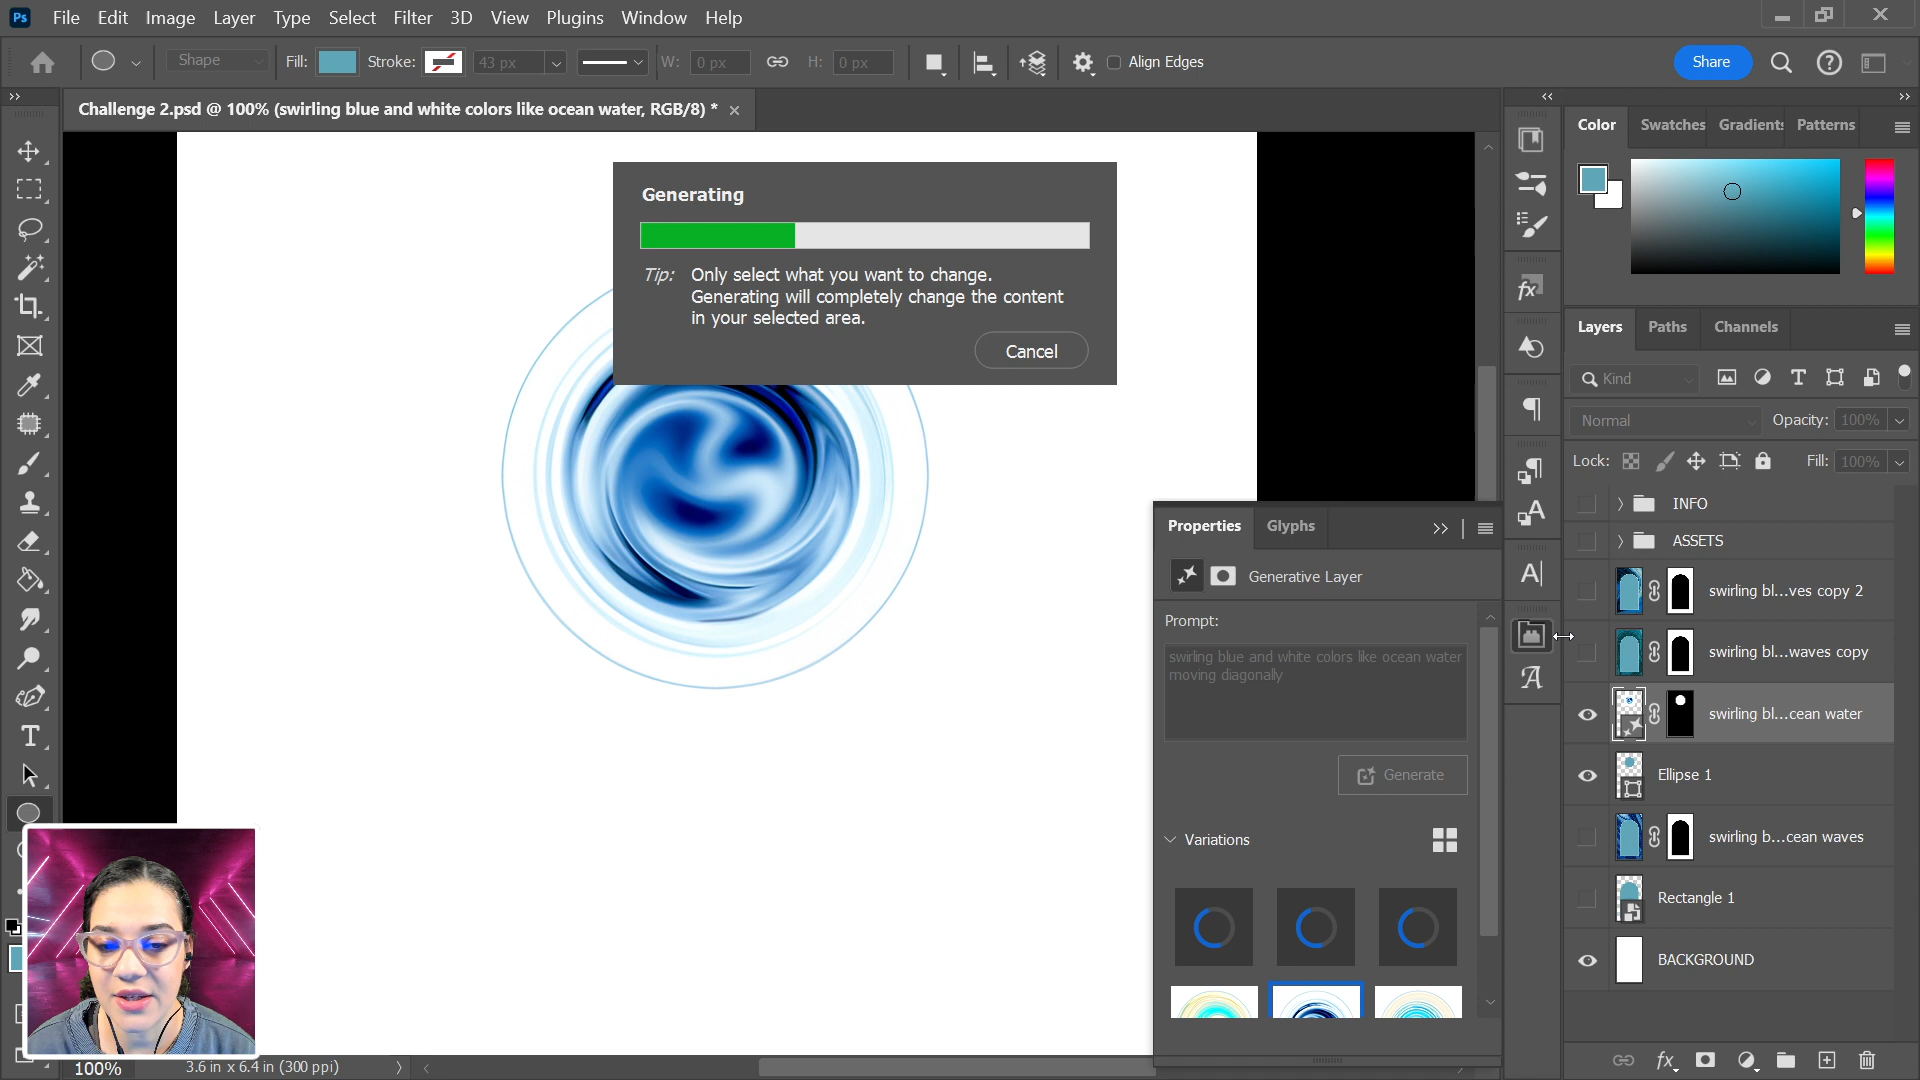 Ps File Edit Image Layer Type Select Filter 3D View Plugins Window Help
Shape Fill: Stroke: 43 px W: 0 px H: 0 px Align Edges Share
Challenge 2.psd @ 100% (swirling blue and white colors like ocean water, RGB/8) *
Generating
Tip: Only select what you want to change.
Generating will completely change the content
in your selected area.
Cancel
Properties Glyphs
Generative Layer
Prompt:
swirling blue and white colors like ocean water
moving diagonally
Generate
Variations
Color Swatches Gradients Patterns
Layers Paths Channels
Kind
Normal Opacity: 100%
Lock: Fill: 100%
INFO
ASSETS
swirling bl...ves copy 2
swirling bl...waves copy
swirling bl...cean water
Ellipse 1
swirling b...cean waves
Rectangle 1
BACKGROUND
100% 3.6 in x 6.4 in (300 ppi)